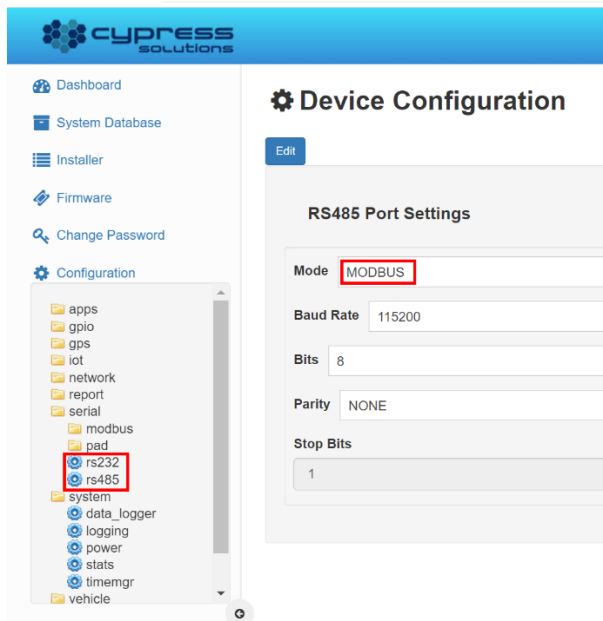 cypress
solutions
Dashboard
System Database
Installer
Firmware
Change Password
Configuration
apps
gpio
gps
iot
network
report
serial
modbus
pad
rs232
rs485
system
data_logger
logging
power
stats
timemgr
vehicle
Device Configuration
Edit
RS485 Port Settings
Mode MODBUS
Baud Rate 115200
Bits 8
Parity NONE
Stop Bits
1